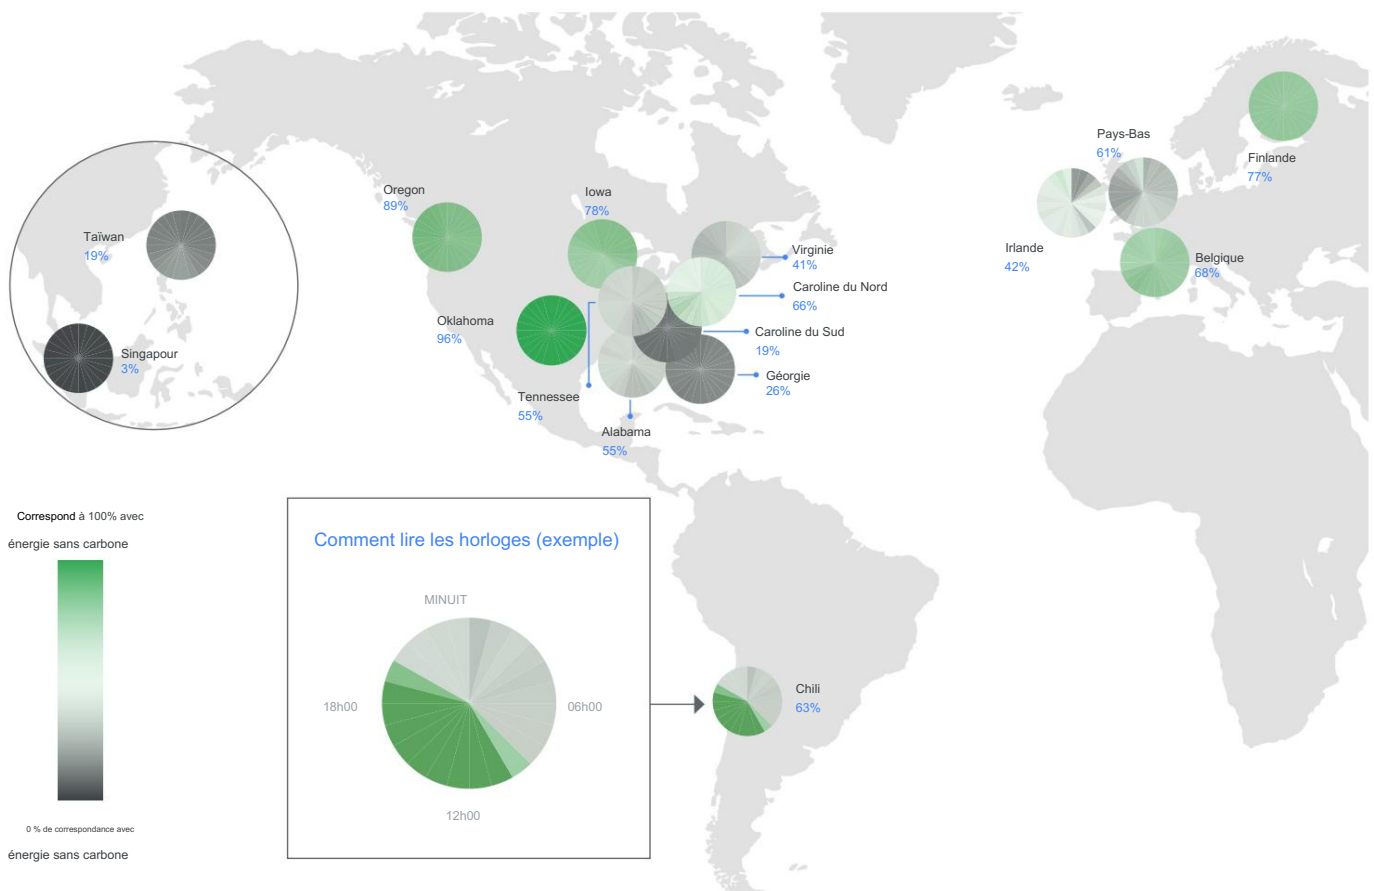 Pays-Bas
61%
Finlande
77%
Oregon
89%
Iowa
78%
Taïwan
19%
Virginie
41%
Irlande
42%
Belgique
68%
Caroline du Nord
66%
Oklahoma
96%
Caroline du Sud
19%
Singapour
3%
Géorgie
26%
Tennessee
55%
Alabama
55%
Correspond à 100% avec
énergie sans carbone
0 % de correspondance avec
énergie sans carbone
Comment lire les horloges (exemple)
MINUIT
18h00
06h00
12h00
Chili
63%